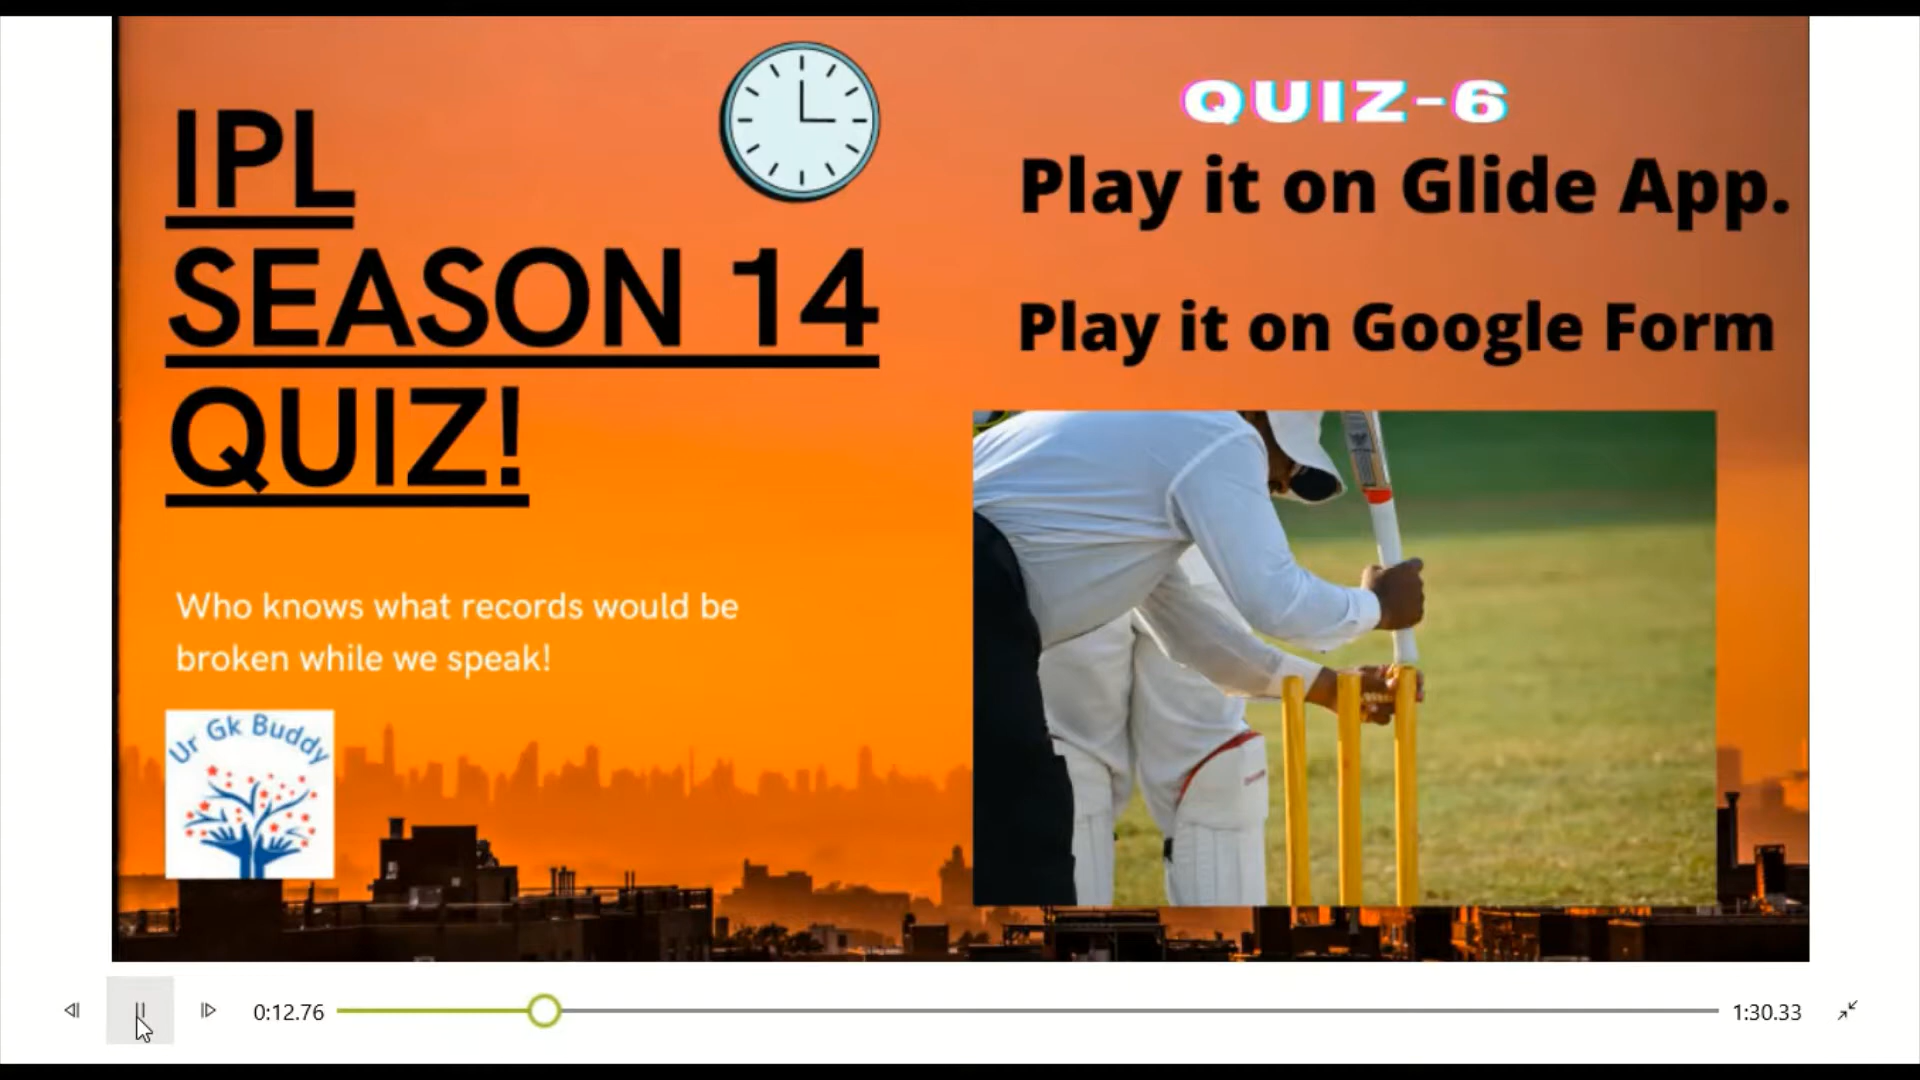 IPL
SEASON 14
QUIZ!
Who knows what records would be
broken while we speak!
Ur Gk Buddy
QUIZ-6
Play it on Glide App.
Play it on Google Form
0:12.76
1:30.33